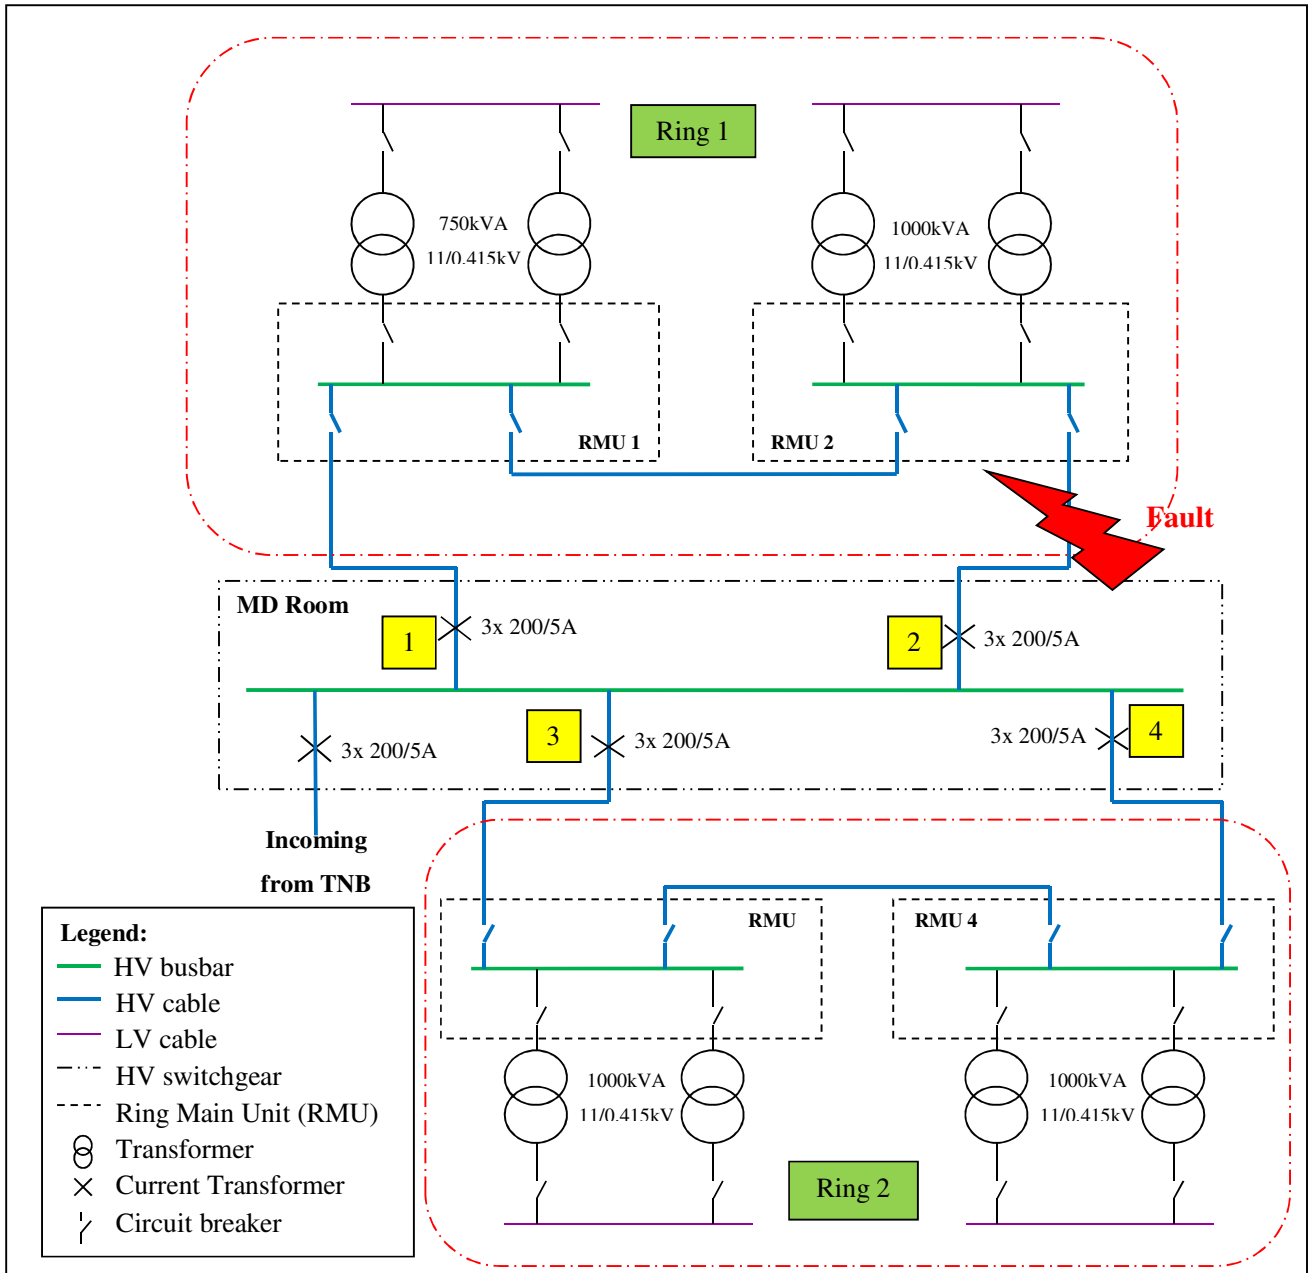 Ring 1
750kVA
11/0.415kV
1000kVA
11/0.415kV
RMU 1
RMU 2
Fault
MD Room
1
3x 200/5A
2
3x 200/5A
3x 200/5A
3
3x 200/5A
3x 200/5A
4
Incoming
from TNB
RMU
RMU 4
1000kVA
11/0.415kV
1000kVA
11/0.415kV
Ring 2
Legend:
HV busbar
HV cable
LV cable
HV switchgear
Ring Main Unit (RMU)
Transformer
Current Transformer
Circuit breaker